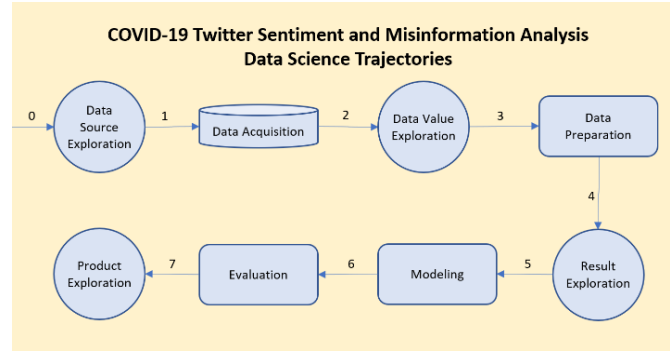 COVID-19 Twitter Sentiment and Misinformation Analysis
Data Science Trajectories
0
Data
Source
Exploration
1
Data Acquisition
2
Data Value
Exploration
3
Data
Preparation
4
Result
Exploration
5
Modeling
6
Evaluation
7
Product
Exploration